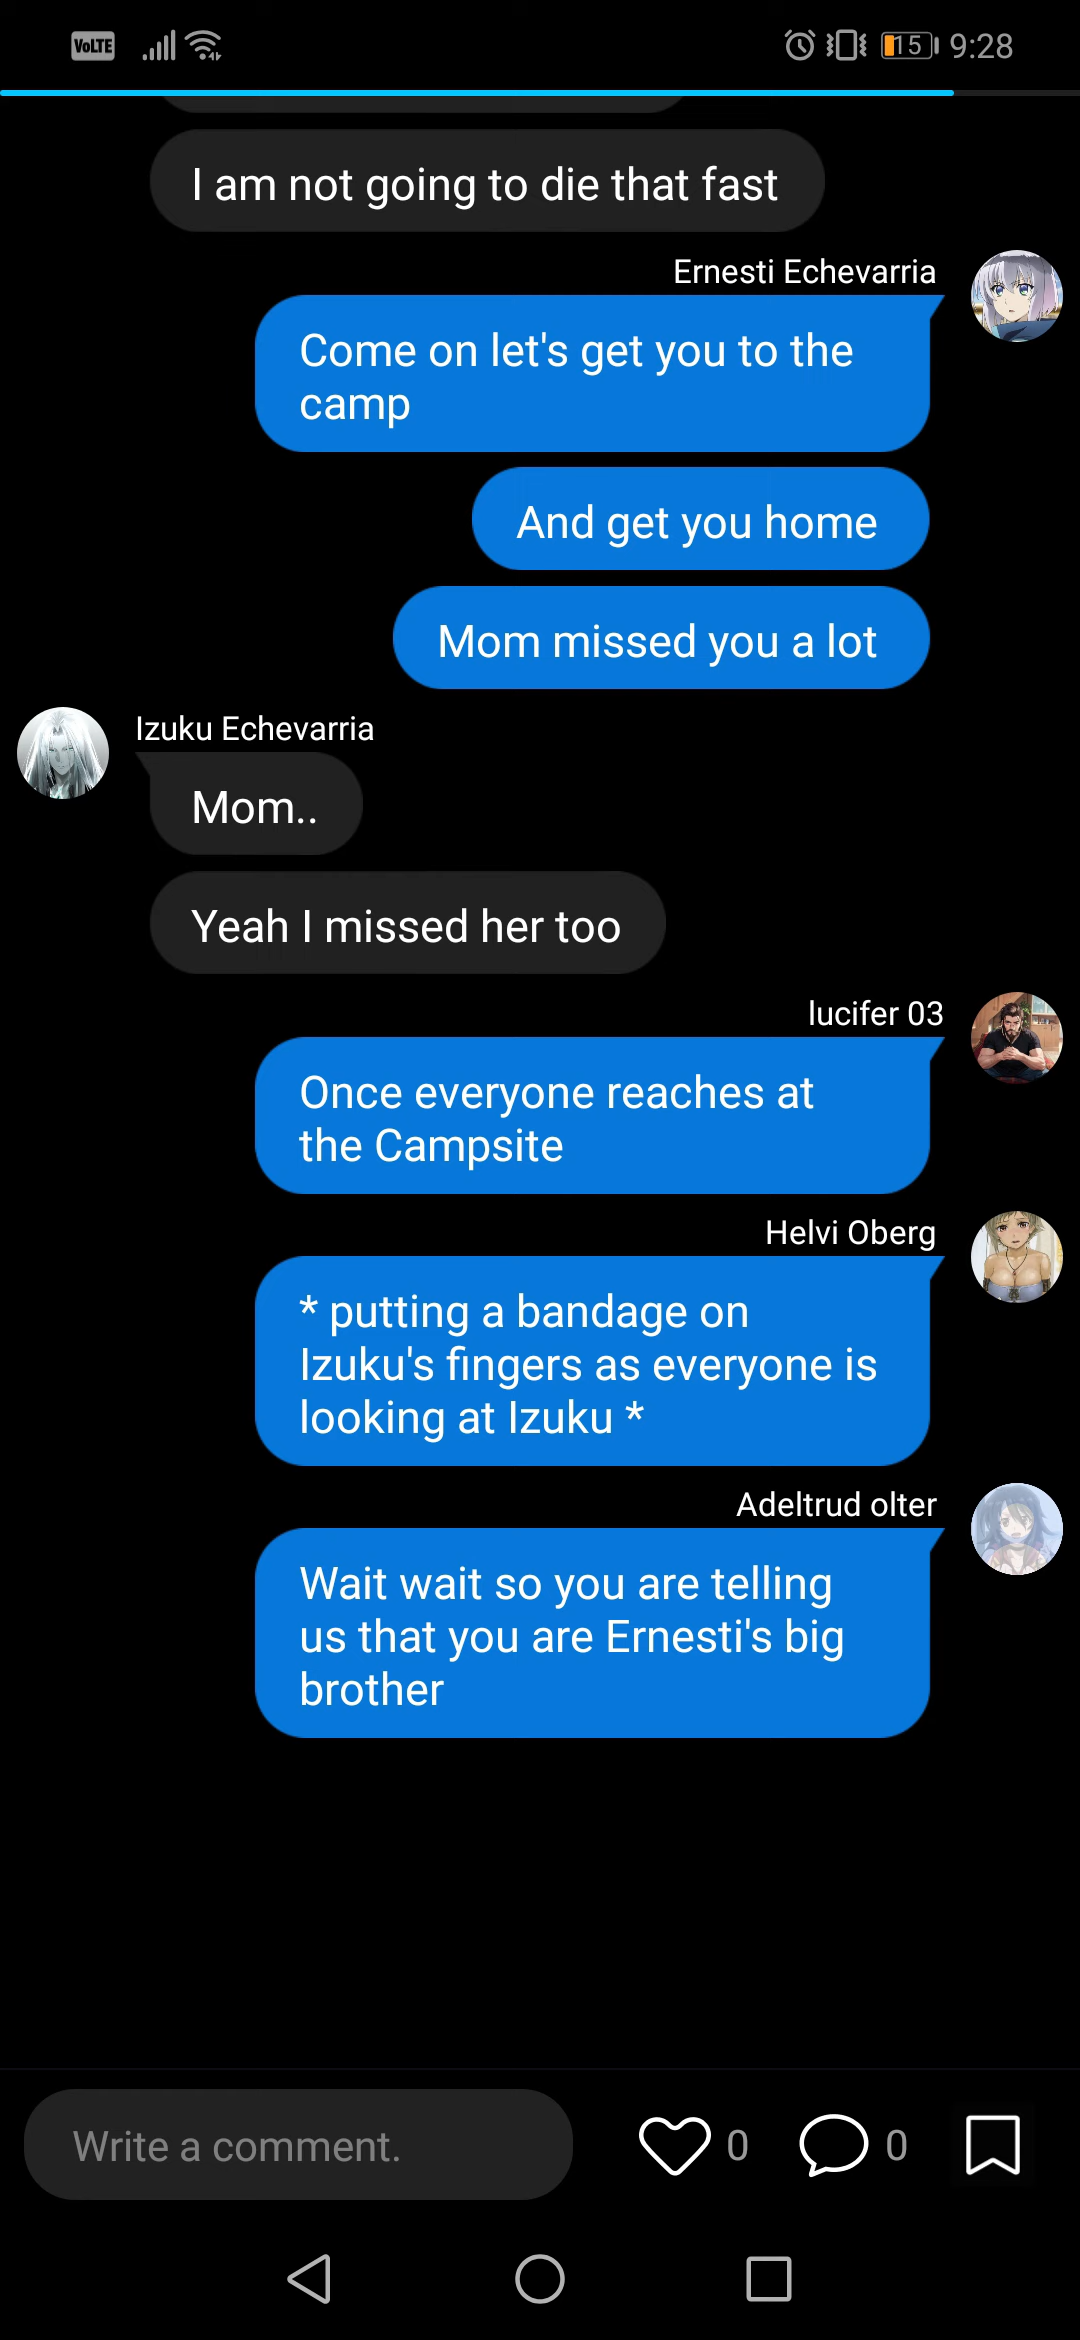 VoLTE 15 9:28
I am not going to die that fast
Ernesti Echevarria
Come on let's get you to the
camp
And get you home
Mom missed you a lot
Izuku Echevarria
Mom..
Yeah I missed her too
lucifer 03
Once everyone reaches at
the Campsite
Helvi Oberg
* putting a bandage on
Izuku's fingers as everyone is
looking at Izuku *
Adeltrud olter
Wait wait so you are telling
us that you are Ernesti's big
brother
Write a comment. 0 0